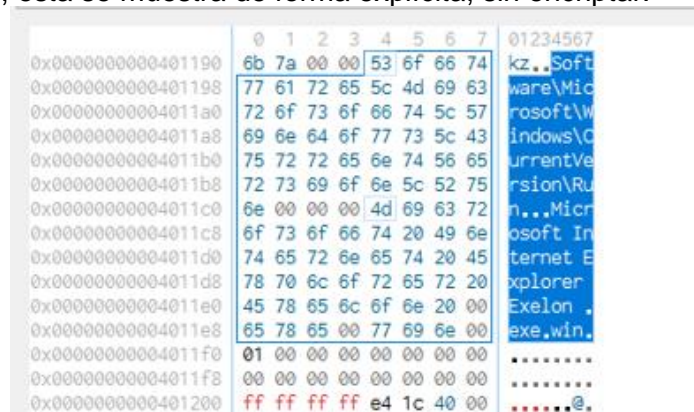 , esta se muestra de forma explícita, sin encriptar.
0 1 2 3 4 5 6 7 01234567
0x0000000000401190 6b 7a 00 00 53 6f 66 74 kz..Soft
0x0000000000401198 77 61 72 65 5c 4d 69 63 ware\Mic
0x00000000004011a0 72 6f 73 6f 66 74 5c 57 rosoft\W
0x00000000004011a8 69 6e 64 6f 77 73 5c 43 indows\C
0x00000000004011b0 75 72 72 65 6e 74 56 65 urrentVe
0x00000000004011b8 72 73 69 6f 6e 5c 52 75 rsion\Ru
0x00000000004011c0 6e 00 00 00 4d 69 63 72 n...Micr
0x00000000004011c8 6f 73 6f 66 74 20 49 6e osoft In
0x00000000004011d0 74 65 72 6e 65 74 20 45 ternet E
0x00000000004011d8 78 70 6c 6f 72 65 72 20 xplorer
0x00000000004011e0 45 78 65 6c 6f 6e 20 00 Exelon .
0x00000000004011e8 65 78 65 00 77 69 6e 00 exe.win.
0x00000000004011f0 01 00 00 00 00 00 00 00 ........
0x00000000004011f8 00 00 00 00 00 00 00 00 ........
0x0000000000401200 ff ff ff ff e4 1c 40 00 ......@.